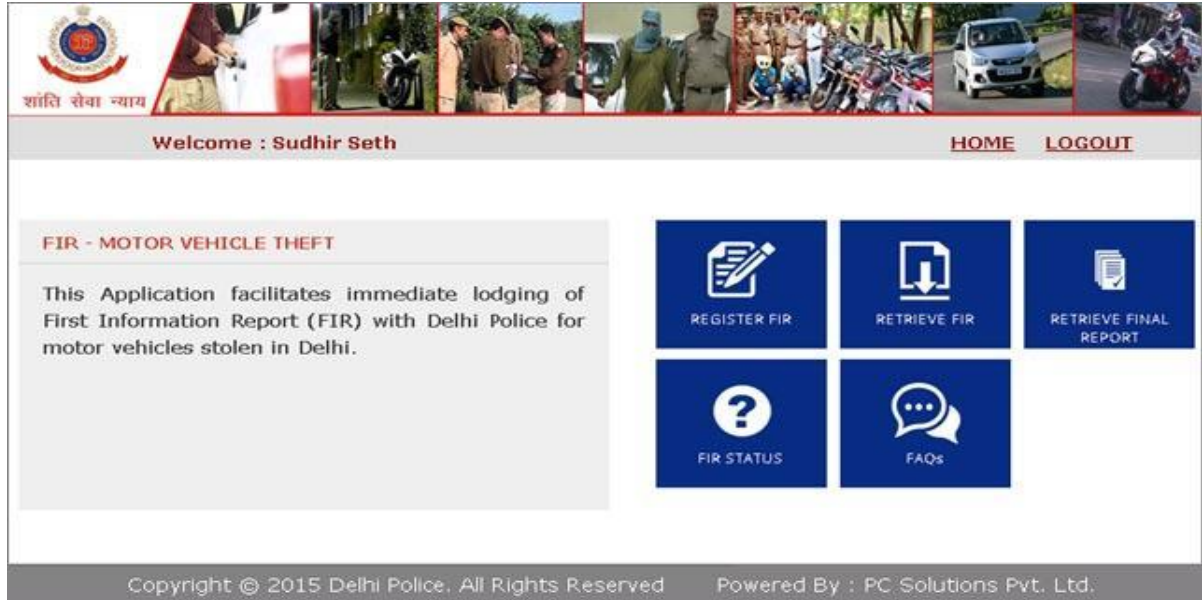 शांति सेवा न्याय
Welcome : Sudhir Seth
HOME LOGOUT
FIR - MOTOR VEHICLE THEFT
This Application facilitates immediate lodging of
First Information Report (FIR) with Delhi Police for
motor vehicles stolen in Delhi.
REGISTER FIR
RETRIEVE FIR
RETRIEVE FINAL
REPORT
FIR STATUS
FAQs
Copyright © 2015 Delhi Police. All Rights Reserved Powered By : PC Solutions Pvt. Ltd.